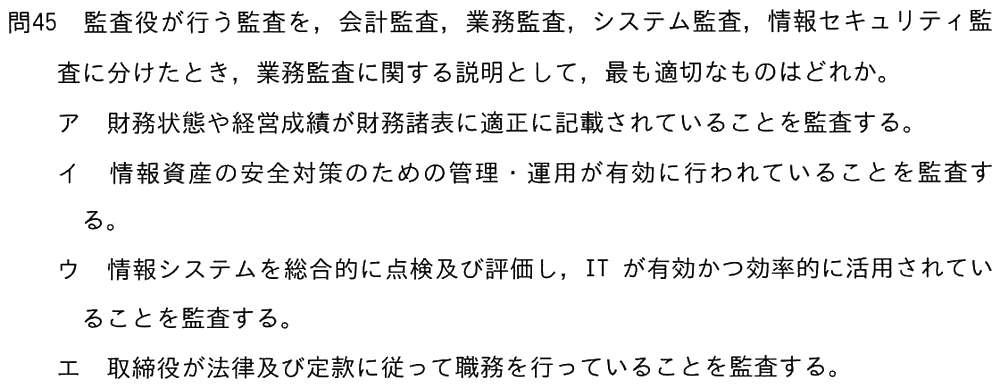 問45　監査役が行う監査を，会計監査，業務監査，システム監査，情報セキュリティ監
査に分けたとき，業務監査に関する説明として，最も適切なものはどれか。
ア　財務状態や経営成績が財務諸表に適正に記載されていることを監査する。
イ　情報資産の安全対策のための管理・運用が有効に行われていることを監査す
る。
ウ　情報システムを総合的に点検及び評価し，IT が有効かつ効率的に活用されてい
ることを監査する。
エ　取締役が法律及び定款に従って職務を行っていることを監査する。